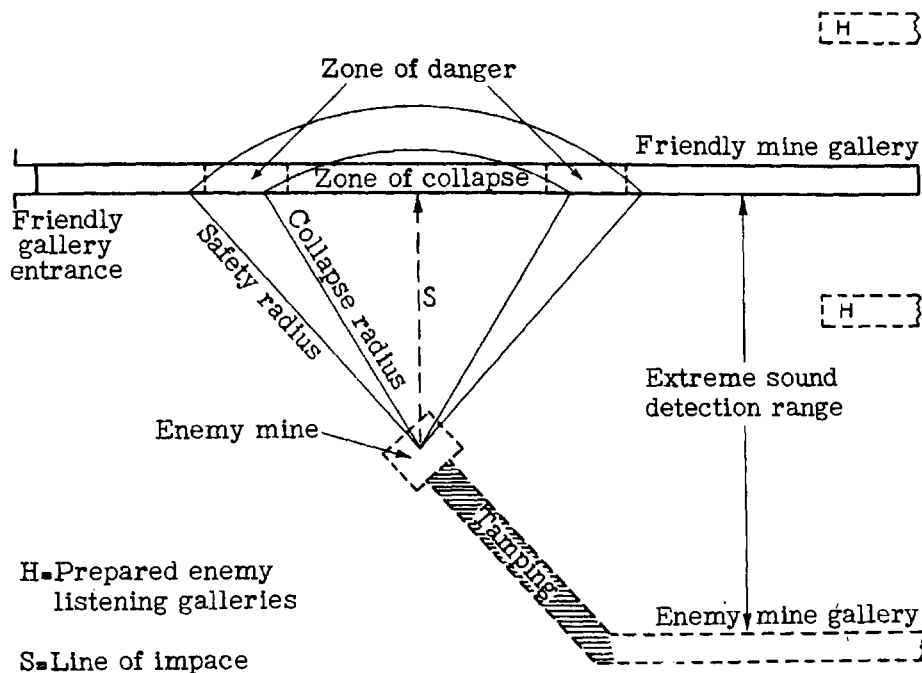 H
Zone of danger
Friendly mine gallery
Zone of collapse
Friendly
gallery
entrance
Safety radius
Collapse radius
S
H
Extreme sound
detection range
Enemy mine
Tamping
H=Prepared enemy
listening galleries
Enemy mine gallery
S=Line of impace